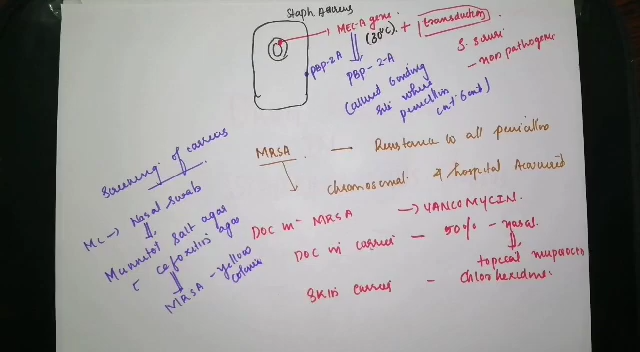 Staph Aureus
MEC-A gene + transduction
(30°C)
S. sciuri
- non pathogenic
PBP-2A
PBP-2-A
(altered binding
site where
penicillin
can't bind)
MRSA - Resistance to all penicillin
chromosomal & hospital Acquired
DOC in MRSA → VANCOMYCIN.
DOC in carrier - 50% - nasal
topical mupirocin
Skin carrier - chlorhexidine
Screening of carriers
MC → Nasal Swab
Mannitol salt agar
c cefoxitin agar
MRSA - yellow
colonies